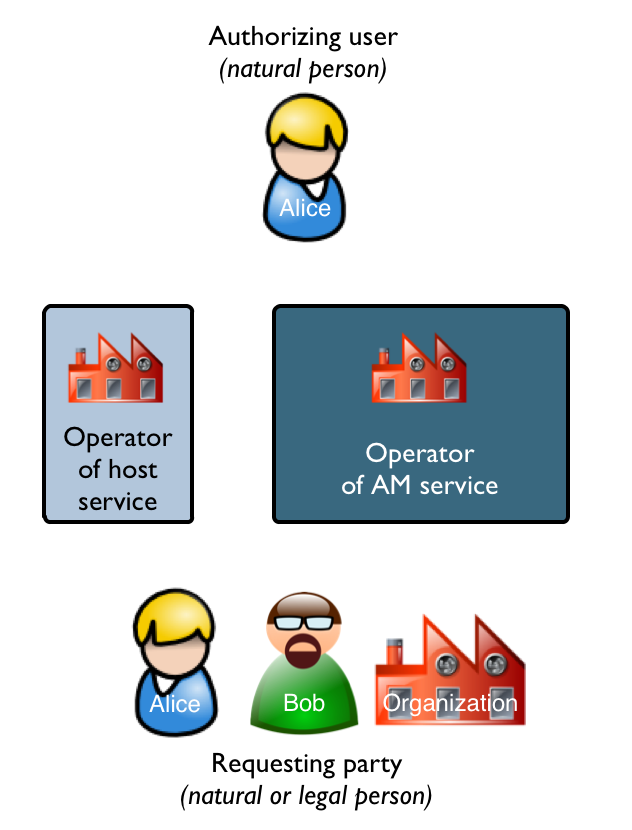 Authorizing user
(natural person)
Alice
Operator
of host
service
Operator
of AM service
Alice
Bob
Organization
Requesting party
(natural or legal person)